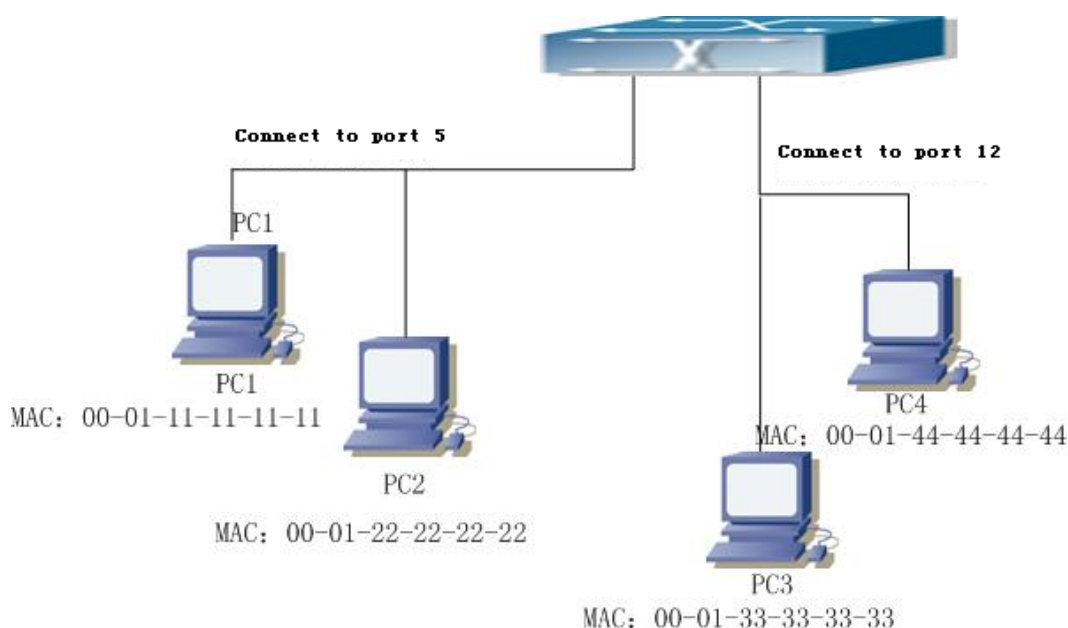 Connect to port 5
Connect to port 12
PC1
PC1
MAC: 00-01-11-11-11-11
PC2
MAC: 00-01-22-22-22-22
PC4
MAC: 00-01-44-44-44-44
PC3
MAC: 00-01-33-33-33-33